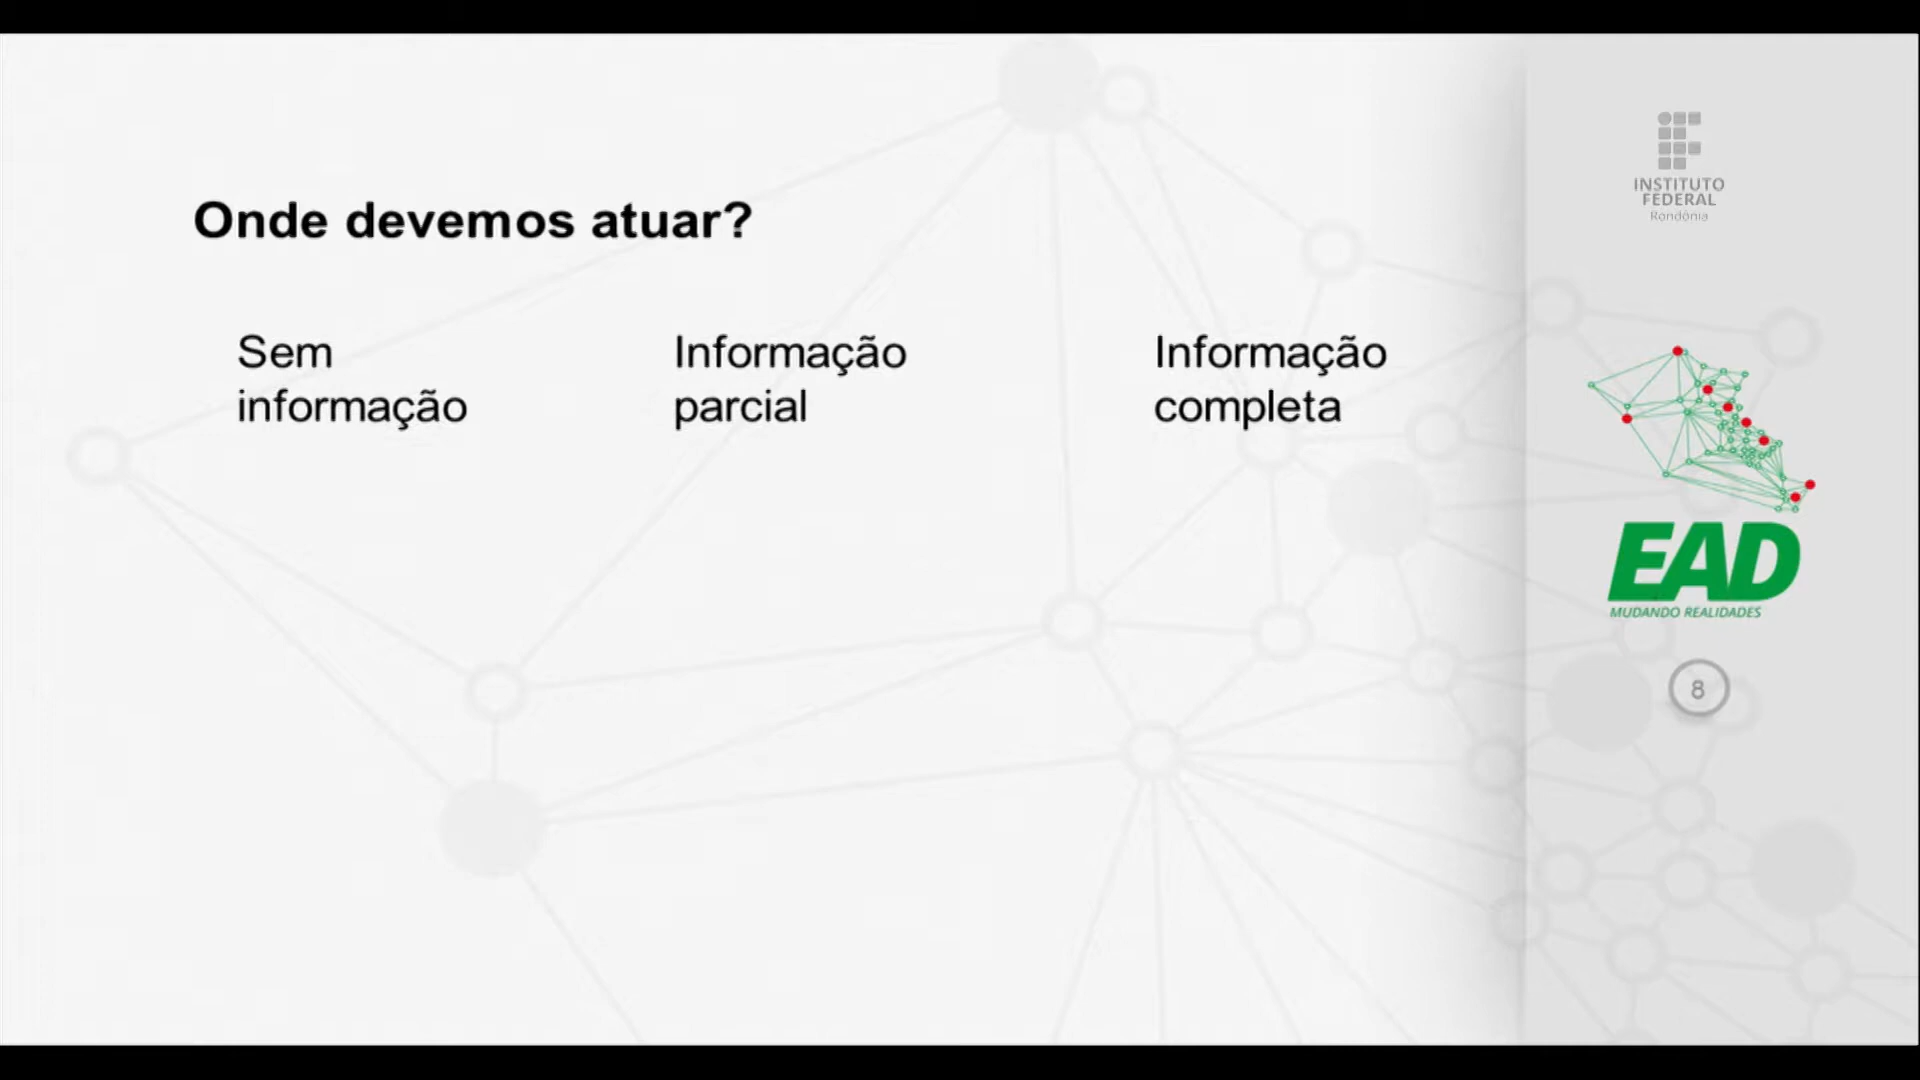 Onde devemos atuar?
Sem
informação
Informação
parcial
Informação
completa
INSTITUTO
FEDERAL
Rondônia
EAD
MUDANDO REALIDADES
8